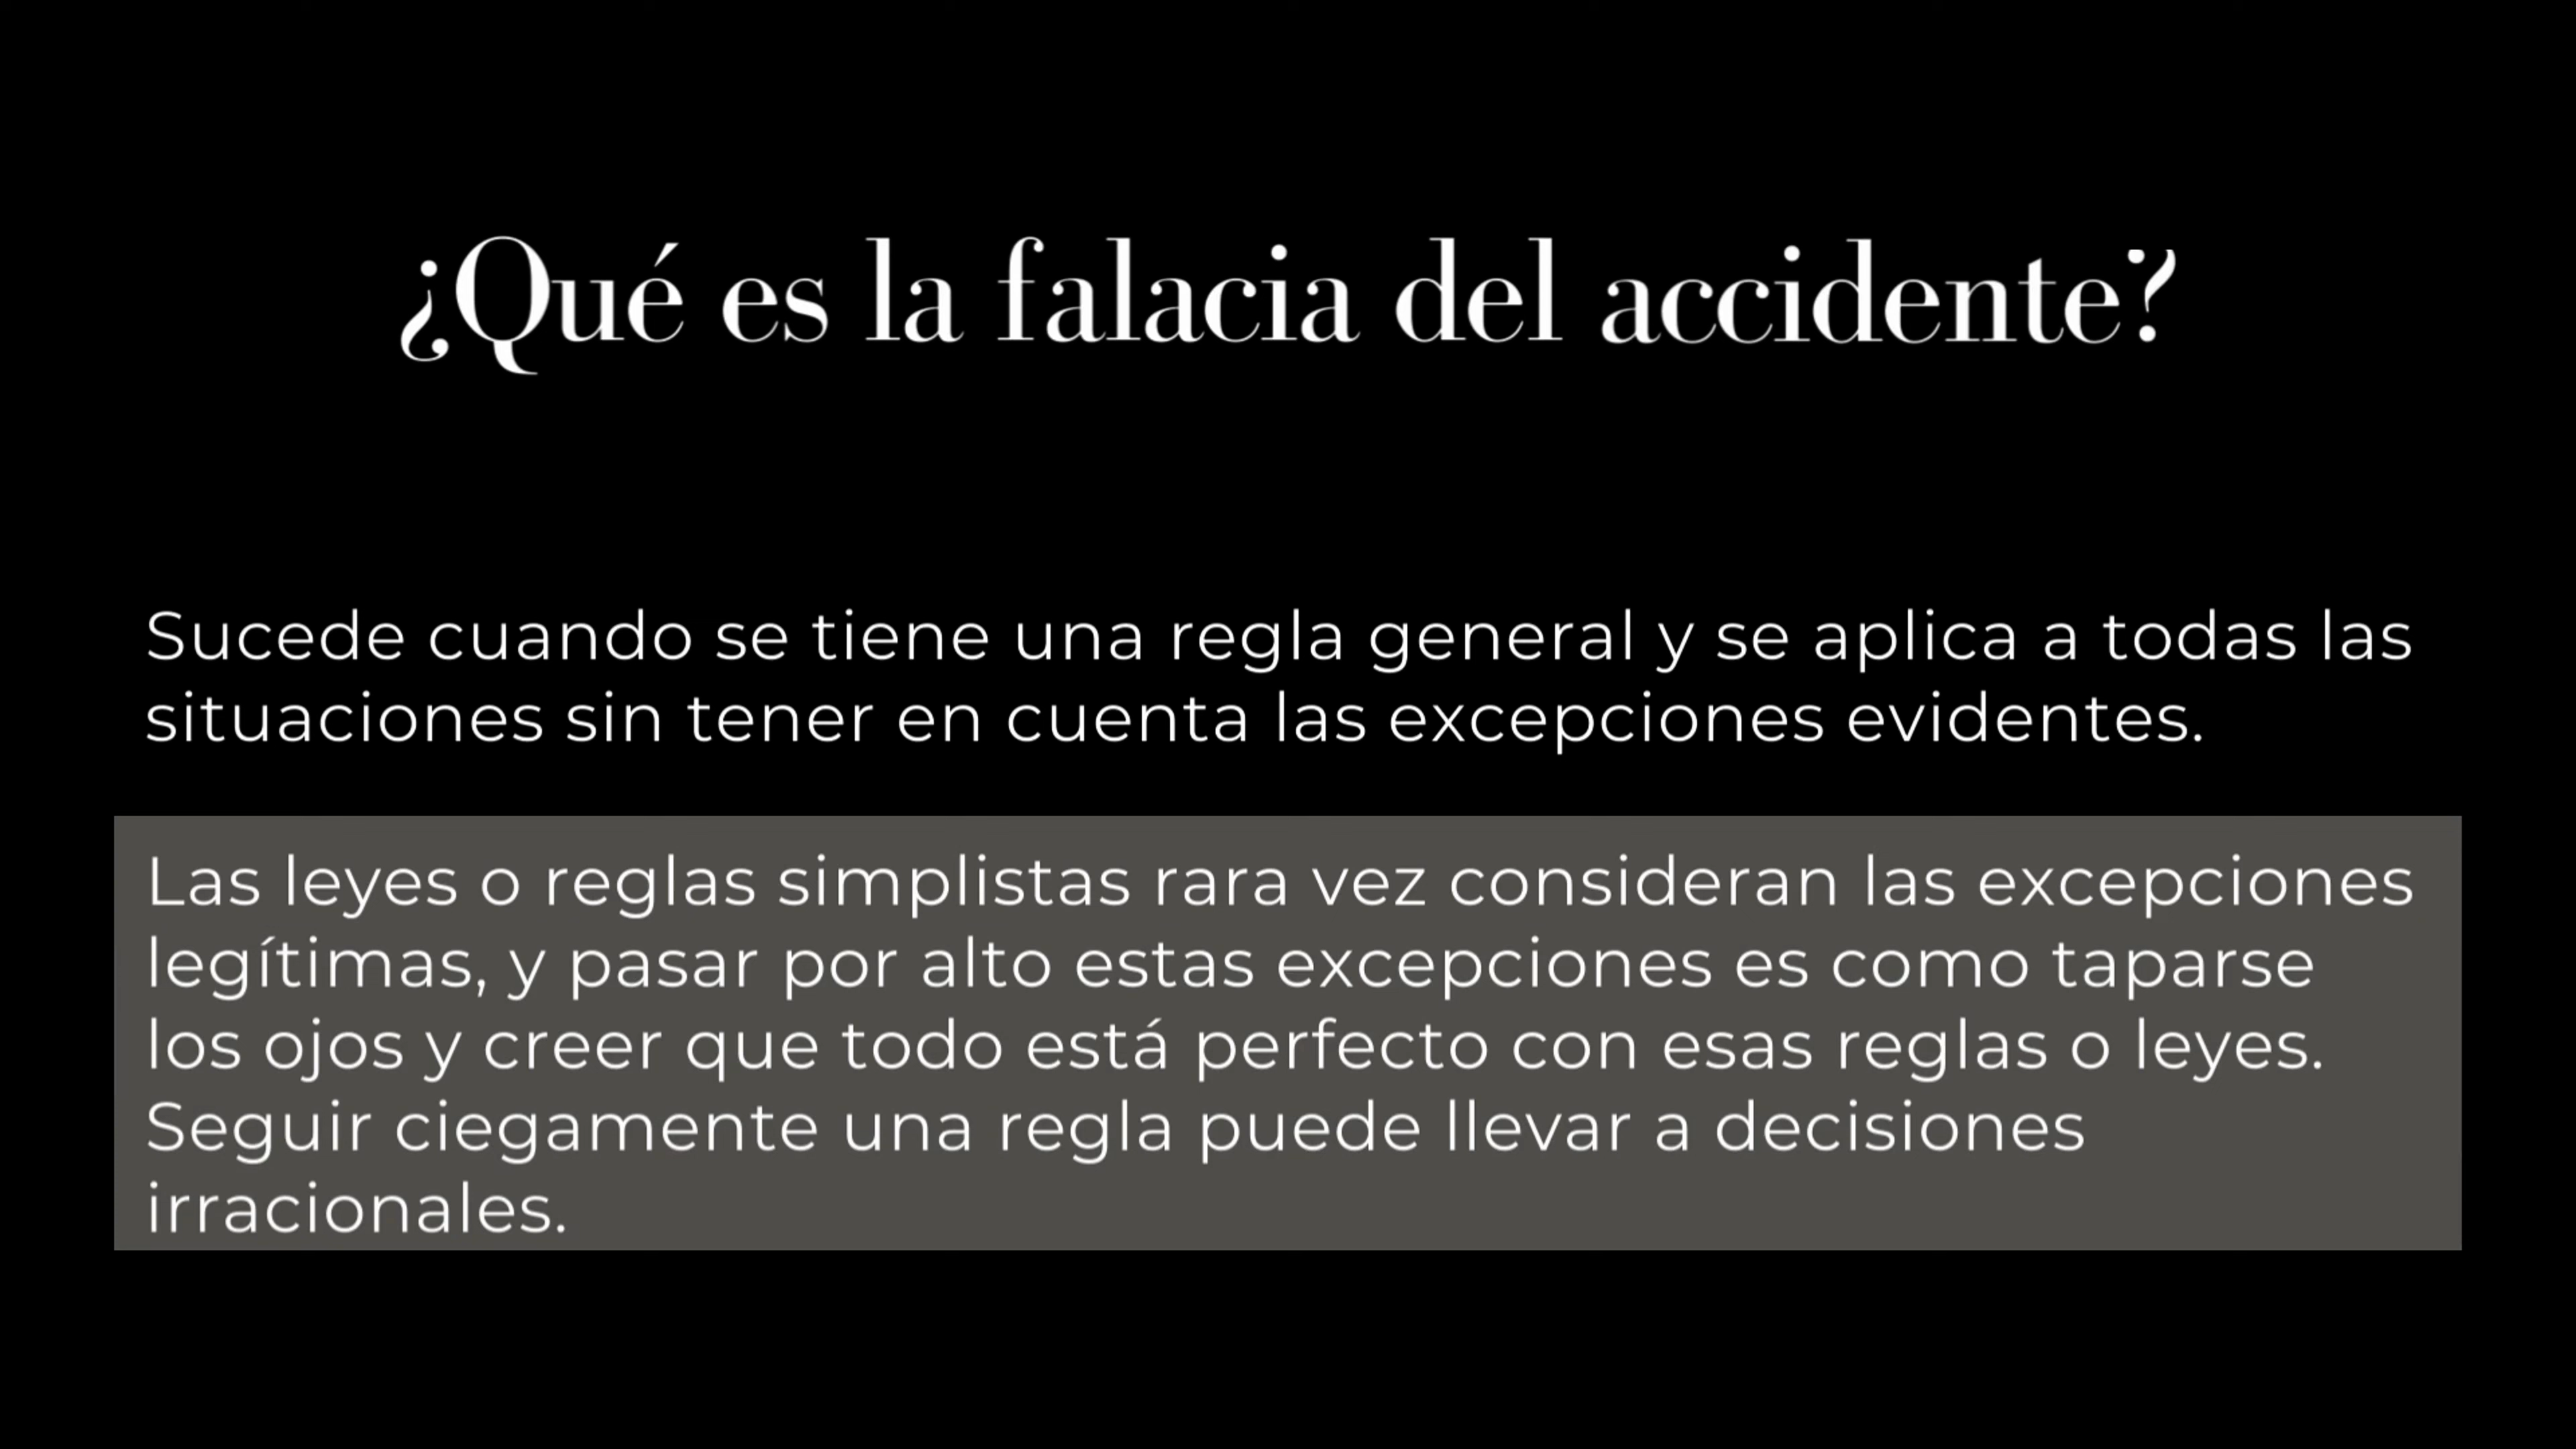 ¿Qué es la falacia del accidente?
Sucede cuando se tiene una regla general y se aplica a todas las
situaciones sin tener en cuenta las excepciones evidentes.
Las leyes o reglas simplistas rara vez consideran las excepciones
legítimas, y pasar por alto estas excepciones es como taparse
los ojos y creer que todo está perfecto con esas reglas o leyes.
Seguir ciegamente una regla puede llevar a decisiones
irracionales.